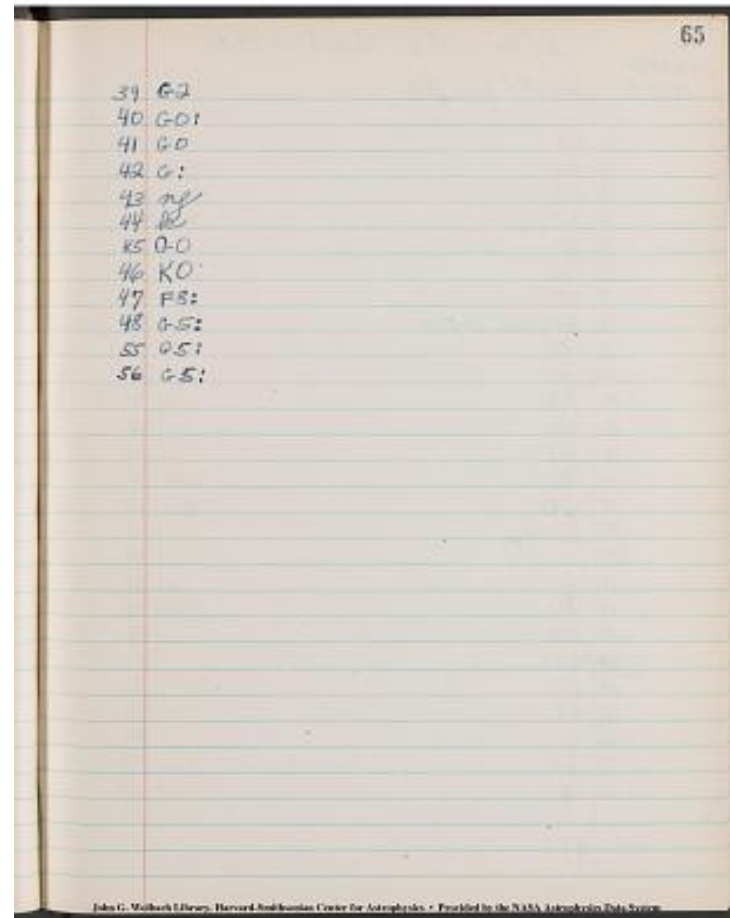 65
39 G2
40 G0:
41 G0
42 G:
43 nf
44
45 G0
46 K0
47 F8:
48 G5:
55 G5:
56 G5:
John G. Wolbach Library, Harvard-Smithsonian Center for Astrophysics • Provided by the NASA Astrophysics Data System